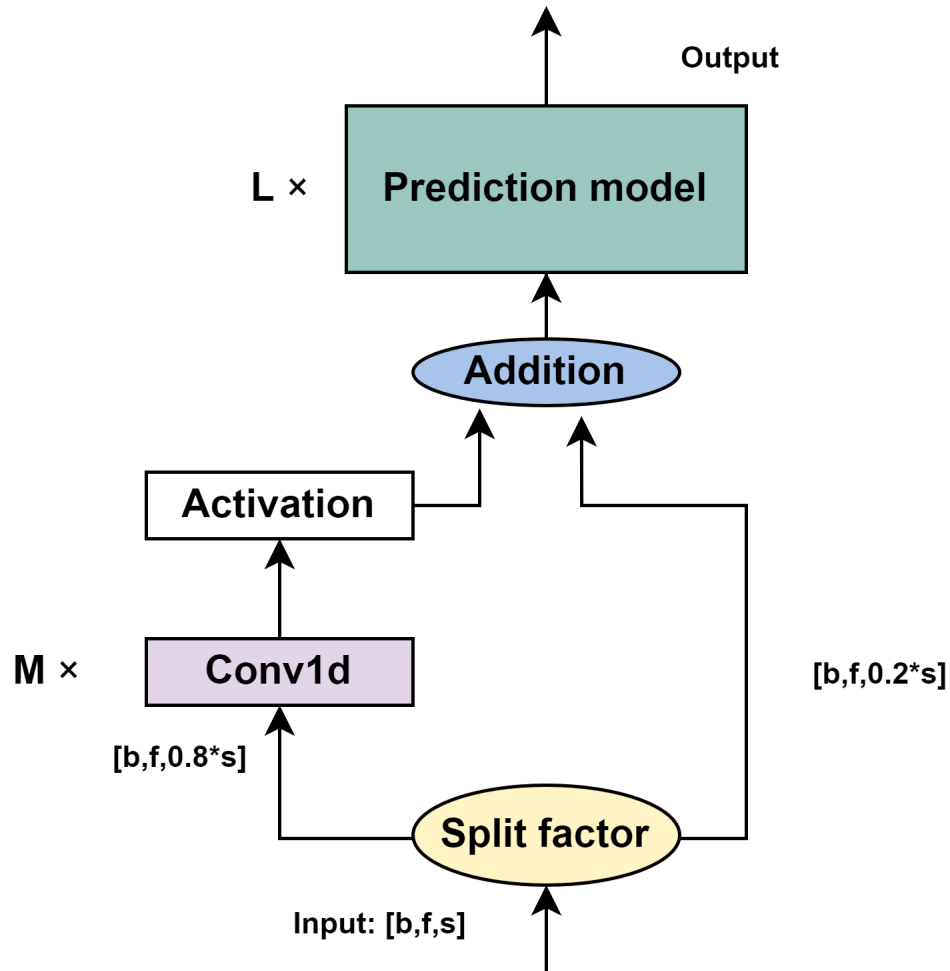 Output
L ×
Prediction model
Addition
Activation
M ×
Conv1d
[b,f,0.2*s]
[b,f,0.8*s]
Split factor
Input: [b,f,s]